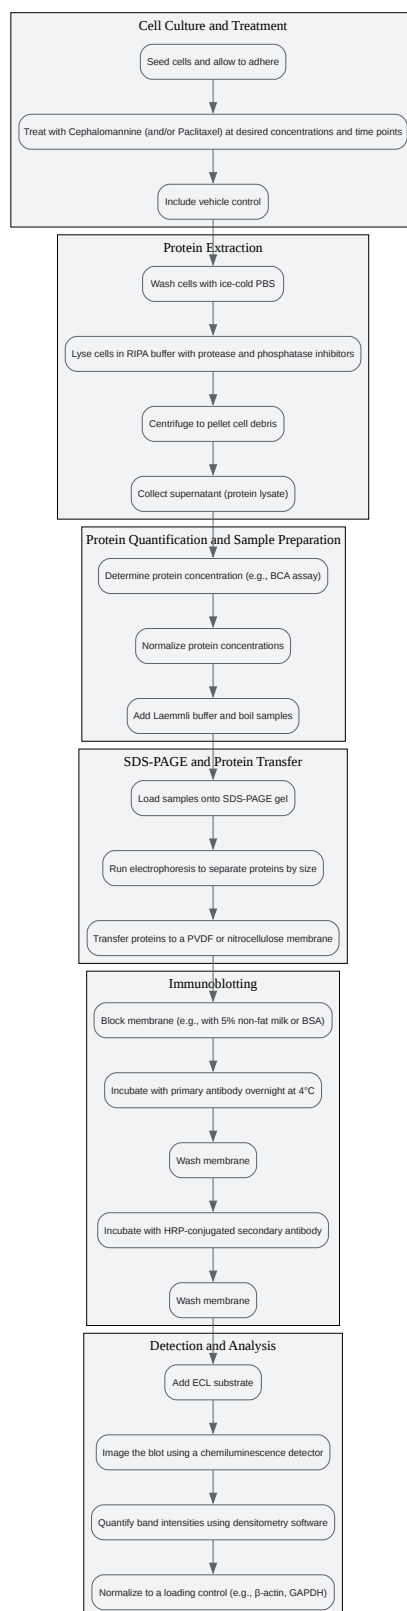 Cell Culture and Treatment
Seed cells and allow to adhere
Treat with Cephalomannine (and/or Paclitaxel) at desired concentrations and time points
Include vehicle control
Protein Extraction
Wash cells with ice-cold PBS
Lyse cells in RIPA buffer with protease and phosphatase inhibitors
Centrifuge to pellet cell debris
Collect supernatant (protein lysate)
Protein Quantification and Sample Preparation
Determine protein concentration (e.g., BCA assay)
Normalize protein concentrations
Add Laemmli buffer and boil samples
SDS-PAGE and Protein Transfer
Load samples onto SDS-PAGE gel
Run electrophoresis to separate proteins by size
Transfer proteins to a PVDF or nitrocellulose membrane
Immunoblotting
Block membrane (e.g., with 5% non-fat milk or BSA)
Incubate with primary antibody overnight at 4°C
Wash membrane
Incubate with HRP-conjugated secondary antibody
Wash membrane
Detection and Analysis
Add ECL substrate
Image the blot using a chemiluminescence detector
Quantify band intensities using densitometry software
Normalize to a loading control (e.g., β-actin, GAPDH)